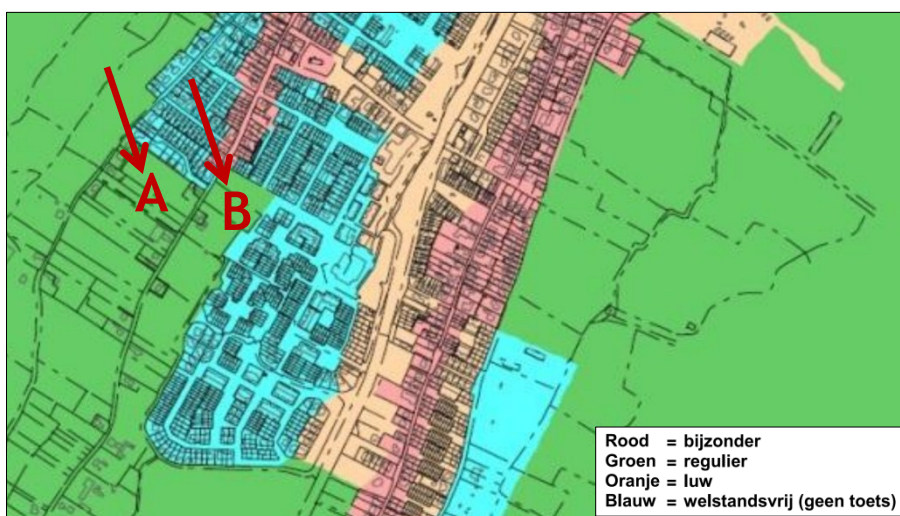 A
B
Rood = bijzonder
Groen = regulier
Oranje = luw
Blauw = welstandsvrij (geen toets)